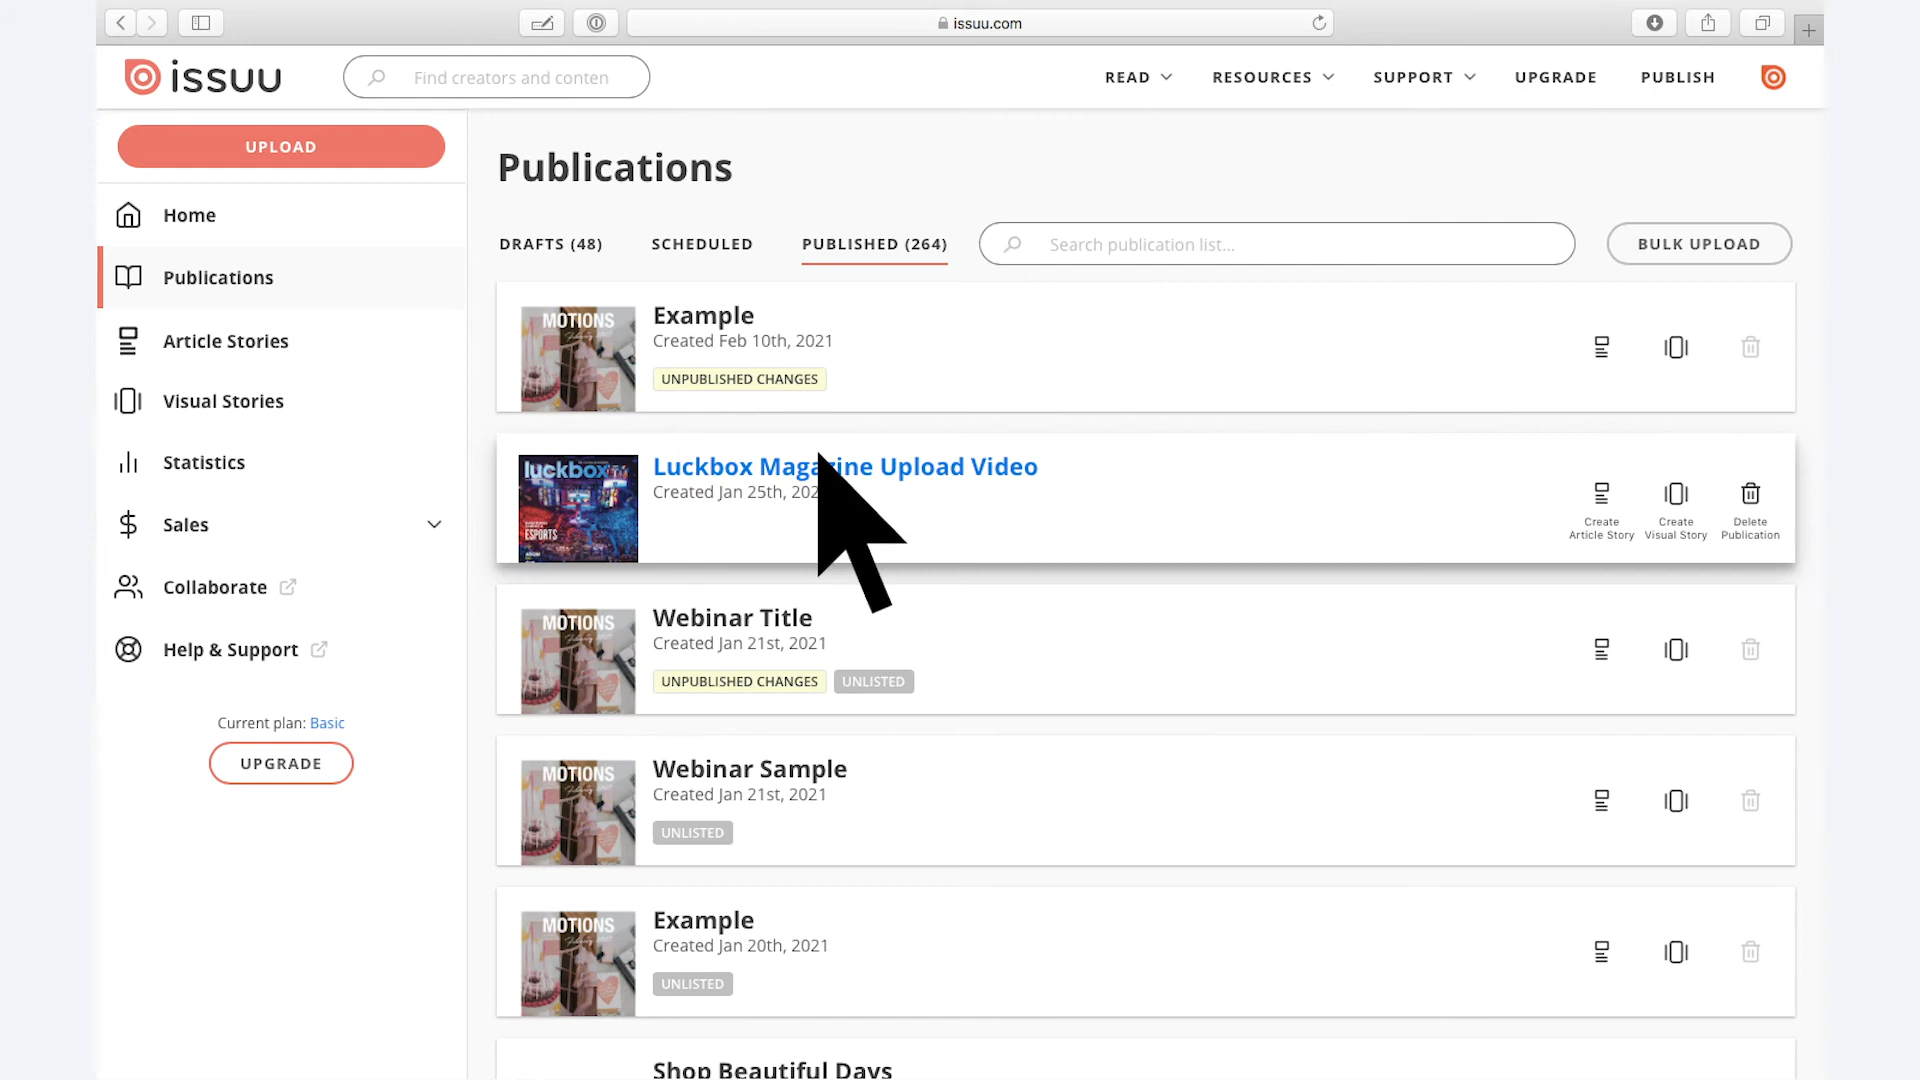 issuu.com
issuu
Find creators and conten
READ
RESOURCES
SUPPORT
UPGRADE
PUBLISH
UPLOAD
Home
Publications
Article Stories
Visual Stories
Statistics
Sales
Collaborate
Help & Support
Current plan: Basic
UPGRADE
Publications
DRAFTS (48)
SCHEDULED
PUBLISHED (264)
Search publication list...
BULK UPLOAD
MOTIONS
Example
Created Feb 10th, 2021
UNPUBLISHED CHANGES
luckbox
ESPORTS
Luckbox Magazine Upload Video
Created Jan 25th, 202
Create Article Story
Create Visual Story
Delete Publication
MOTIONS
Webinar Title
Created Jan 21st, 2021
UNPUBLISHED CHANGES
UNLISTED
MOTIONS
Webinar Sample
Created Jan 21st, 2021
UNLISTED
MOTIONS
Example
Created Jan 20th, 2021
UNLISTED
Shop Beautiful Days